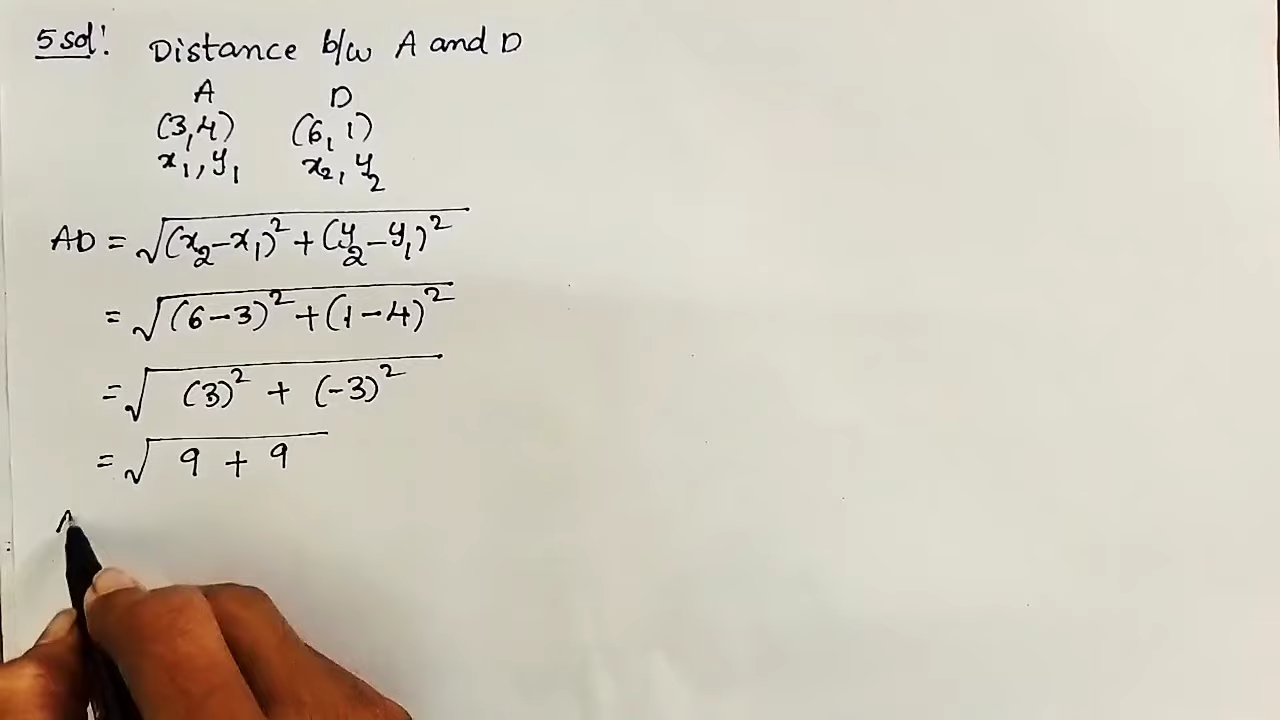 5 sol: Distance b/w A and D
A D
(3,4) (6, 1)
x₁, y₁ x₂, y₂
AD = √(x₂-x₁)² + (y₂-y₁)²
= √(6-3)² + (1-4)²
= √(3)² + (-3)²
= √9 + 9